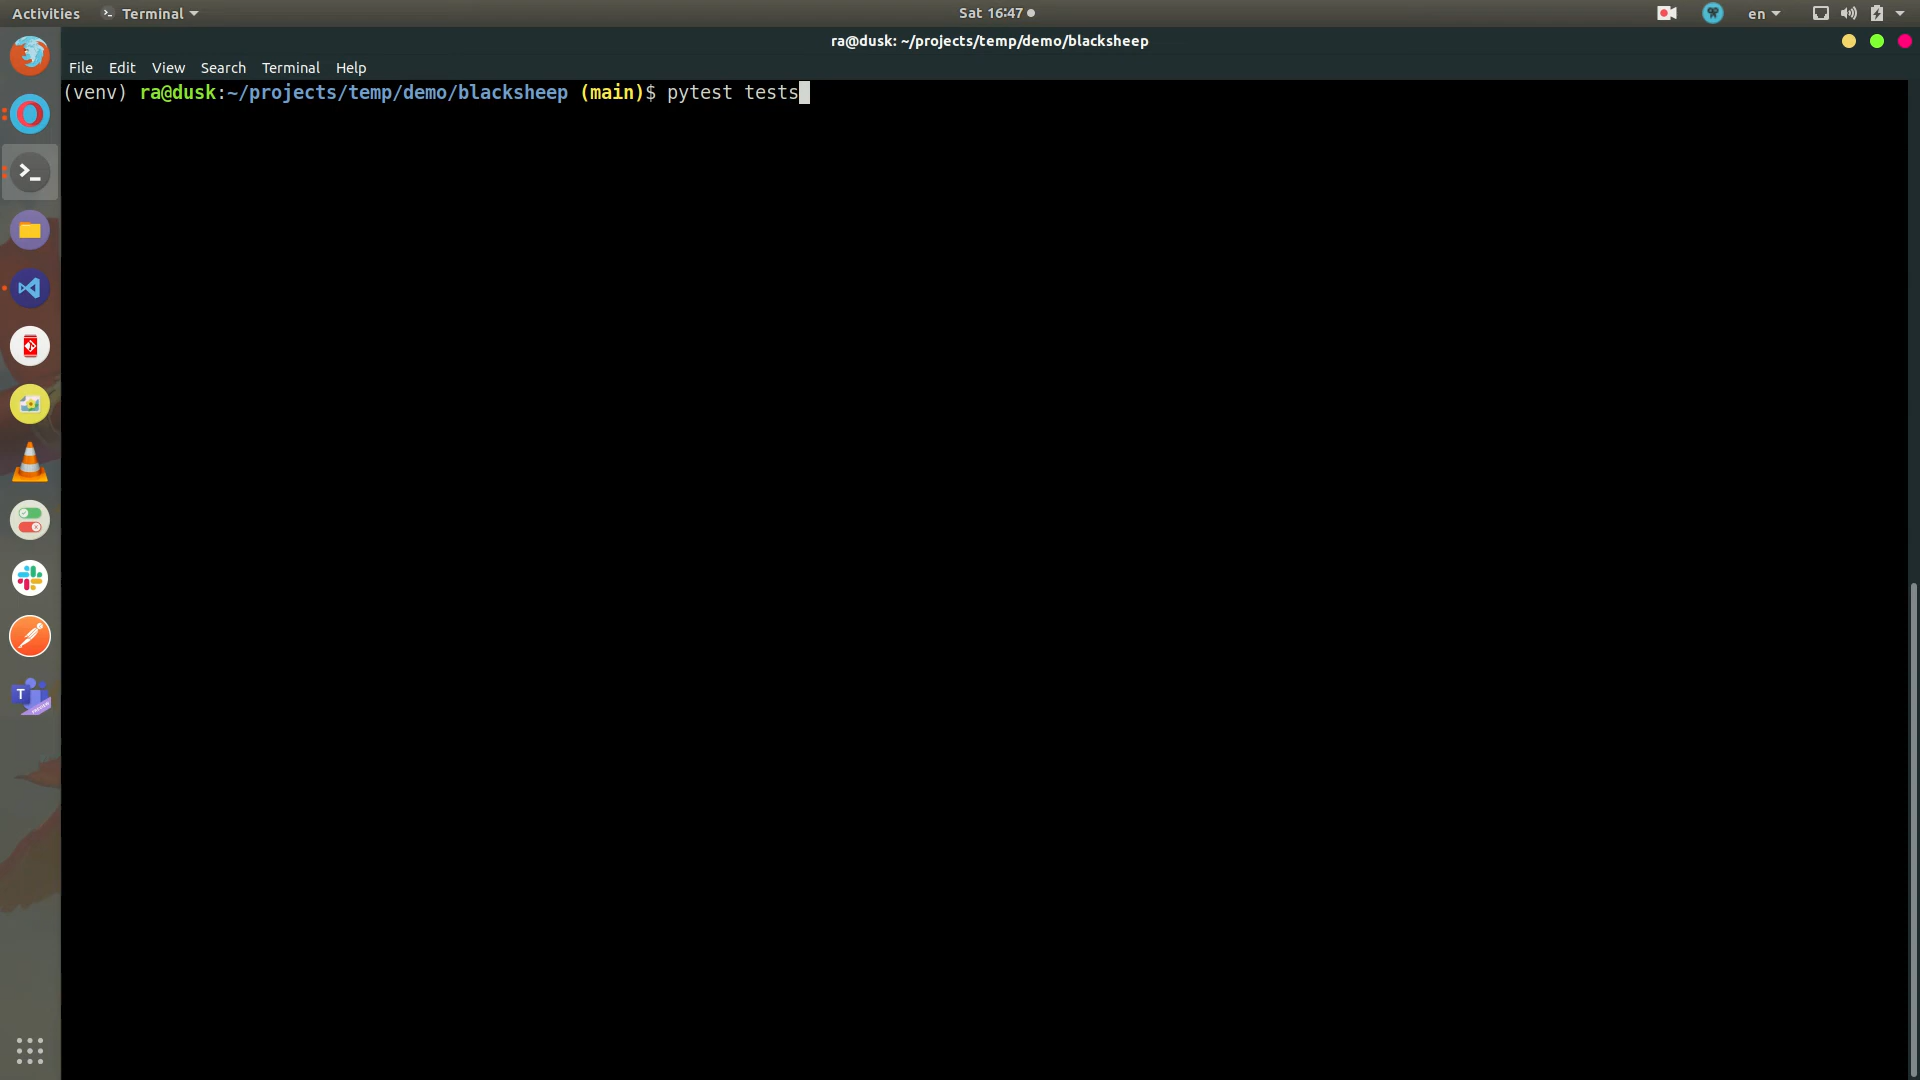 Activities Terminal Sat 16:47 en
ra@dusk: ~/projects/temp/demo/blacksheep
File Edit View Search Terminal Help
(venv) ra@dusk:~/projects/temp/demo/blacksheep (main)$ pytest tests
T